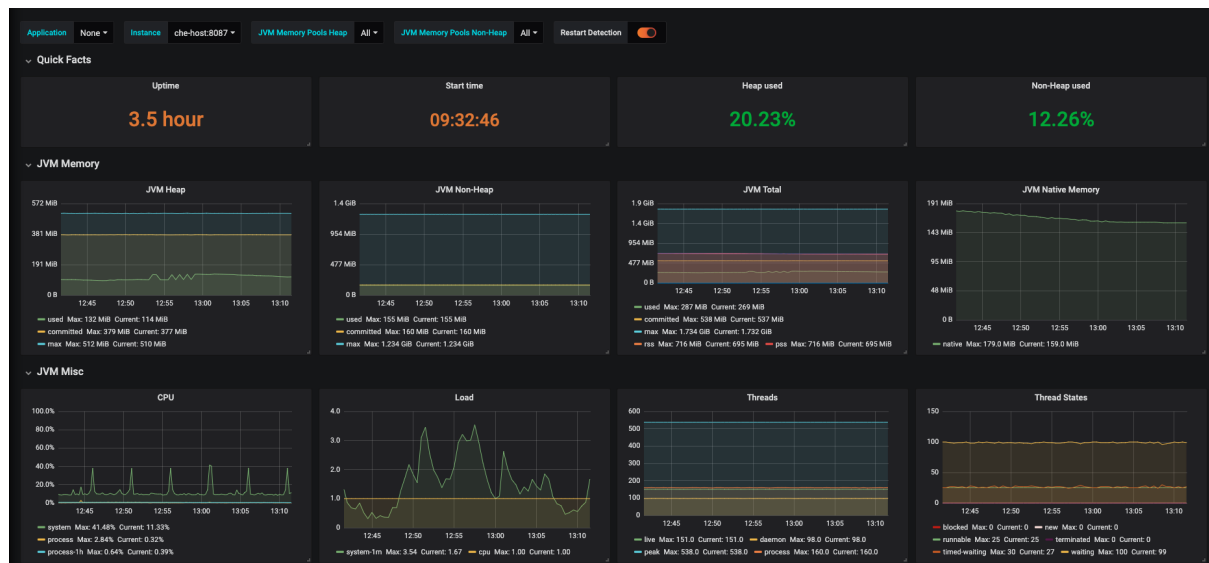 Application None Instance che-host:8087 JVM Memory Pools Heap All JVM Memory Pools Non-Heap All Restart Detection
Quick Facts
Uptime
3.5 hour
Start time
09:32:46
Heap used
20.23%
Non-Heap used
12.26%
JVM Memory
JVM Heap
572 MiB
381 MiB
191 MiB
0 B
12:45 12:50 12:55 13:00 13:05 13:10
used Max: 132 MiB Current: 114 MiB
committed Max: 379 MiB Current: 377 MiB
max Max: 512 MiB Current: 510 MiB
JVM Non-Heap
1.4 GiB
954 MiB
477 MiB
0 B
12:45 12:50 12:55 13:00 13:05 13:10
used Max: 155 MiB Current: 155 MiB
committed Max: 160 MiB Current: 160 MiB
max Max: 1.234 GiB Current: 1.234 GiB
JVM Total
1.9 GiB
1.4 GiB
954 MiB
477 MiB
0 B
12:45 12:50 12:55 13:00 13:05 13:10
used Max: 287 MiB Current: 269 MiB
committed Max: 538 MiB Current: 537 MiB
max Max: 1.734 GiB Current: 1.732 GiB
rss Max: 716 MiB Current: 695 MiB pss Max: 716 MiB Current: 695 MiB
JVM Native Memory
191 MiB
143 MiB
95 MiB
48 MiB
0 B
12:45 12:50 12:55 13:00 13:05 13:10
native Max: 179.0 MiB Current: 159.0 MiB
JVM Misc
CPU
100.0%
80.0%
60.0%
40.0%
20.0%
0%
12:45 12:50 12:55 13:00 13:05 13:10
system Max: 41.48% Current: 11.33%
process Max: 2.84% Current: 0.32%
process-1h Max: 0.64% Current: 0.39%
Load
4.0
3.0
2.0
1.0
0
12:45 12:50 12:55 13:00 13:05 13:10
system-1m Max: 3.54 Current: 1.67 cpu Max: 1.00 Current: 1.00
Threads
600
500
400
300
200
100
0
12:45 12:50 12:55 13:00 13:05 13:10
live Max: 151.0 Current: 151.0 daemon Max: 98.0 Current: 98.0
peak Max: 538.0 Current: 538.0 process Max: 160.0 Current: 160.0
Thread States
150
100
50
0
12:45 12:50 12:55 13:00 13:05 13:10
blocked Max: 0 Current: 0 new Max: 0 Current: 0
runnable Max: 25 Current: 25 terminated Max: 0 Current: 0
timed-waiting Max: 30 Current: 27 waiting Max: 100 Current: 99